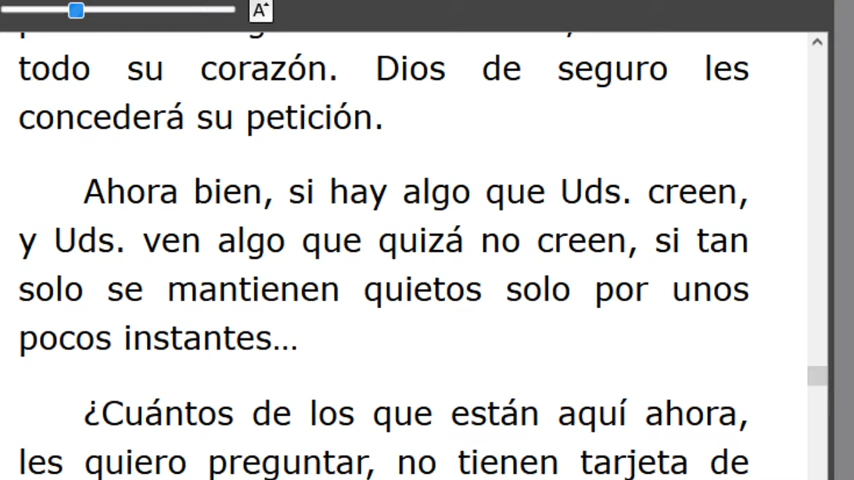 A
todo su corazón. Dios de seguro les
concederá su petición.
Ahora bien, si hay algo que Uds. creen,
y Uds. ven algo que quizá no creen, si tan
solo se mantienen quietos solo por unos
pocos instantes…
¿Cuántos de los que están aquí ahora,
les quiero preguntar, no tienen tarjeta de